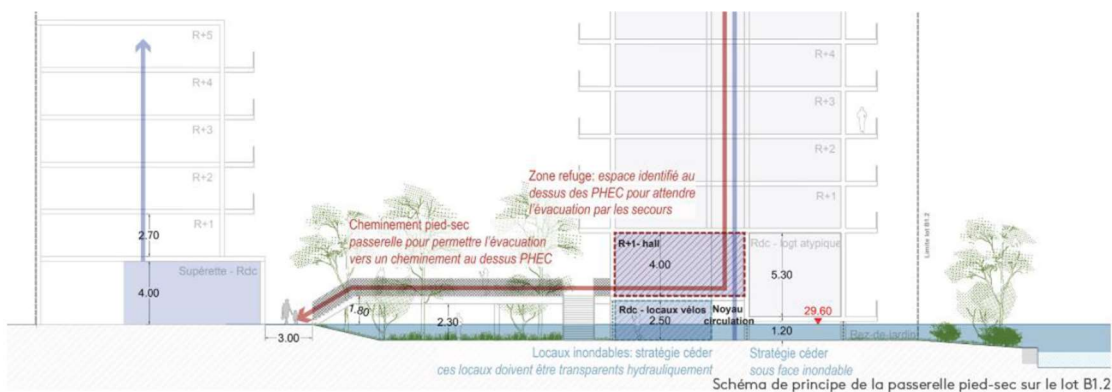 R+5
R+4
R+3
R+2
R+1
2.70
Supérette - Rdc
4.00
3.00
Cheminement pied-sec
passerelle pour permettre l'évacuation
vers un cheminement au dessus PHEC
1.80
2.30
Zone refuge: espace identifié au
dessus des PHEC pour attendre
l'évacuation par les secours
R+4
R+3
R+2
R+1
R+1- hall
4.00
Rdc - logt atypique
5.30
Rdc - locaux vélos
2.50
Noyau
circulation
29.60
1.20
Rez-de-jardin
Limite lot B1.2
Locaux inondables: stratégie céder
ces locaux doivent être transparents hydrauliquement
Stratégie céder
sous face inondable
Schéma de principe de la passerelle pied-sec sur le lot B1.2